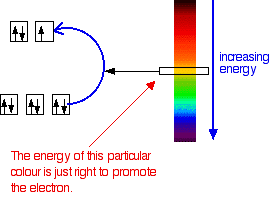 increasing
energy
The energy of this particular
colour is just right to promote
the electron.